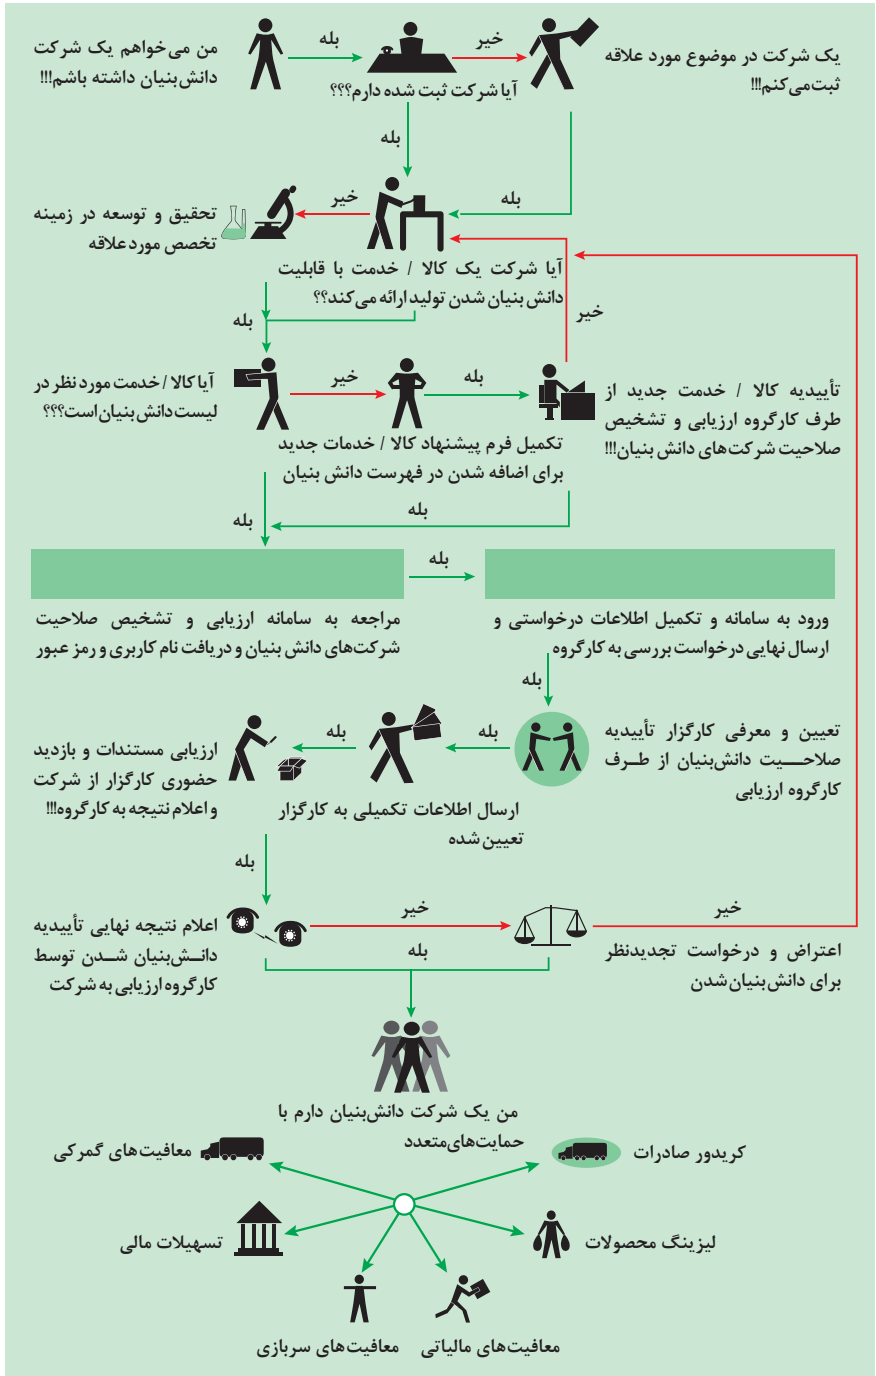 من می‌خواهم یک شرکت
دانش‌بنیان داشته باشم!!!
بله
آیا شرکت ثبت شده دارم؟؟؟
خیر
یک شرکت در موضوع مورد علاقه
ثبت‌می‌کنم!!!
بله
بله
خیر
تحقیق و توسعه در زمینه
تخصص مورد علاقه
آیا شرکت یک کالا / خدمت با قابلیت
دانش‌بنیان شدن تولید ارائه می‌کند؟؟
خیر
بله
آیا کالا / خدمت مورد نظر در
لیست دانش‌بنیان است؟؟؟
خیر
بله
تکمیل فرم پیشنهاد کالا / خدمات جدید
برای اضافه شدن در فهرست دانش بنیان
تأییدیه کالا / خدمت جدید از
طرف کارگروه ارزیابی و تشخیص
صلاحیت شرکت‌های دانش بنیان!!!
بله
بله
بله
مراجعه به سامانه ارزیابی و تشخیص صلاحیت
شرکت‌های دانش بنیان و دریافت نام کاربری و رمز عبور
ورود به سامانه و تکمیل اطلاعات درخواستی و
ارسال نهایی درخواست بررسی به کارگروه
بله
تعیین و معرفی کارگزار تأییدیه
صلاحیت دانش‌بنیان از طرف
کارگروه ارزیابی
بله
ارسال اطلاعات تکمیلی به کارگزار
تعیین شده
بله
ارزیابی مستندات و بازدید
حضوری کارگزار از شرکت
و اعلام نتیجه به کارگروه!!!
بله
اعلام نتیجه نهایی تأییدیه
دانش‌بنیان شدن توسط
کارگروه ارزیابی به شرکت
خیر
بله
اعتراض و درخواست تجدیدنظر
برای دانش‌بنیان‌شدن
خیر
من یک شرکت دانش‌بنیان دارم با
حمایت‌های‌متعدد
کریدور صادرات
معافیت‌های گمرکی
لیزینگ محصولات
تسهیلات مالی
معافیت‌های مالیاتی
معافیت‌های سربازی